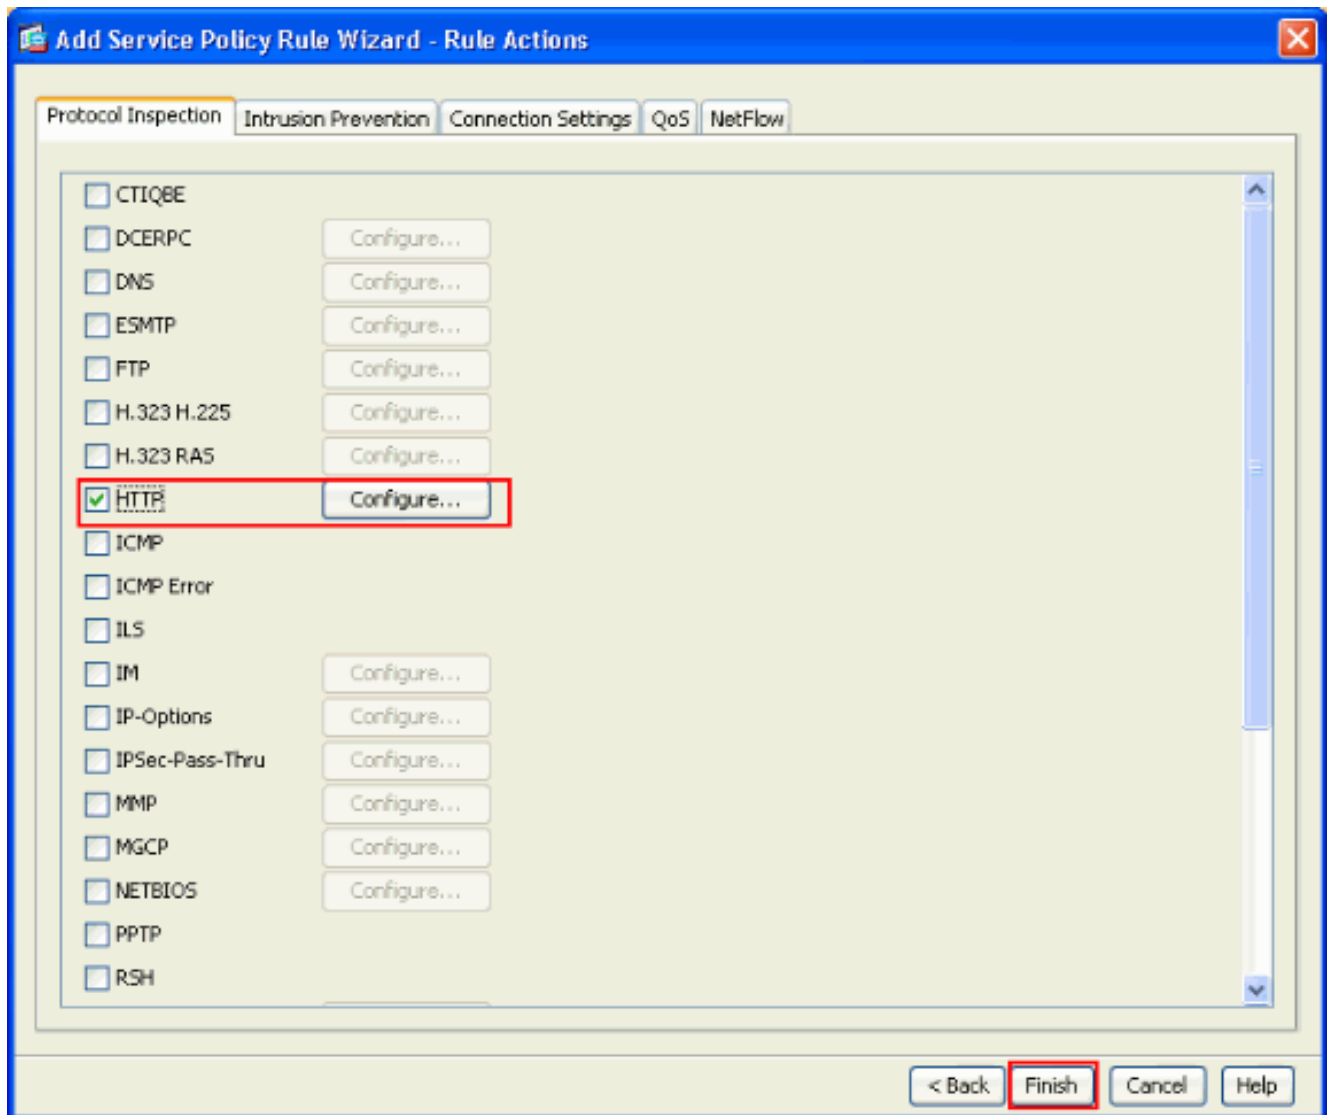 Add Service Policy Rule Wizard - Rule Actions
Protocol Inspection Intrusion Prevention Connection Settings QoS NetFlow
CTIQBE
DCERPC Configure...
DNS Configure...
ESMTP Configure...
FTP Configure...
H.323 H.225 Configure...
H.323 RAS Configure...
HTTP Configure...
ICMP
ICMP Error
ILS
IM Configure...
IP-Options Configure...
IPSec-Pass-Thru Configure...
MMP Configure...
MGCP Configure...
NETBIOS Configure...
PPTP
RSH
< Back Finish Cancel Help